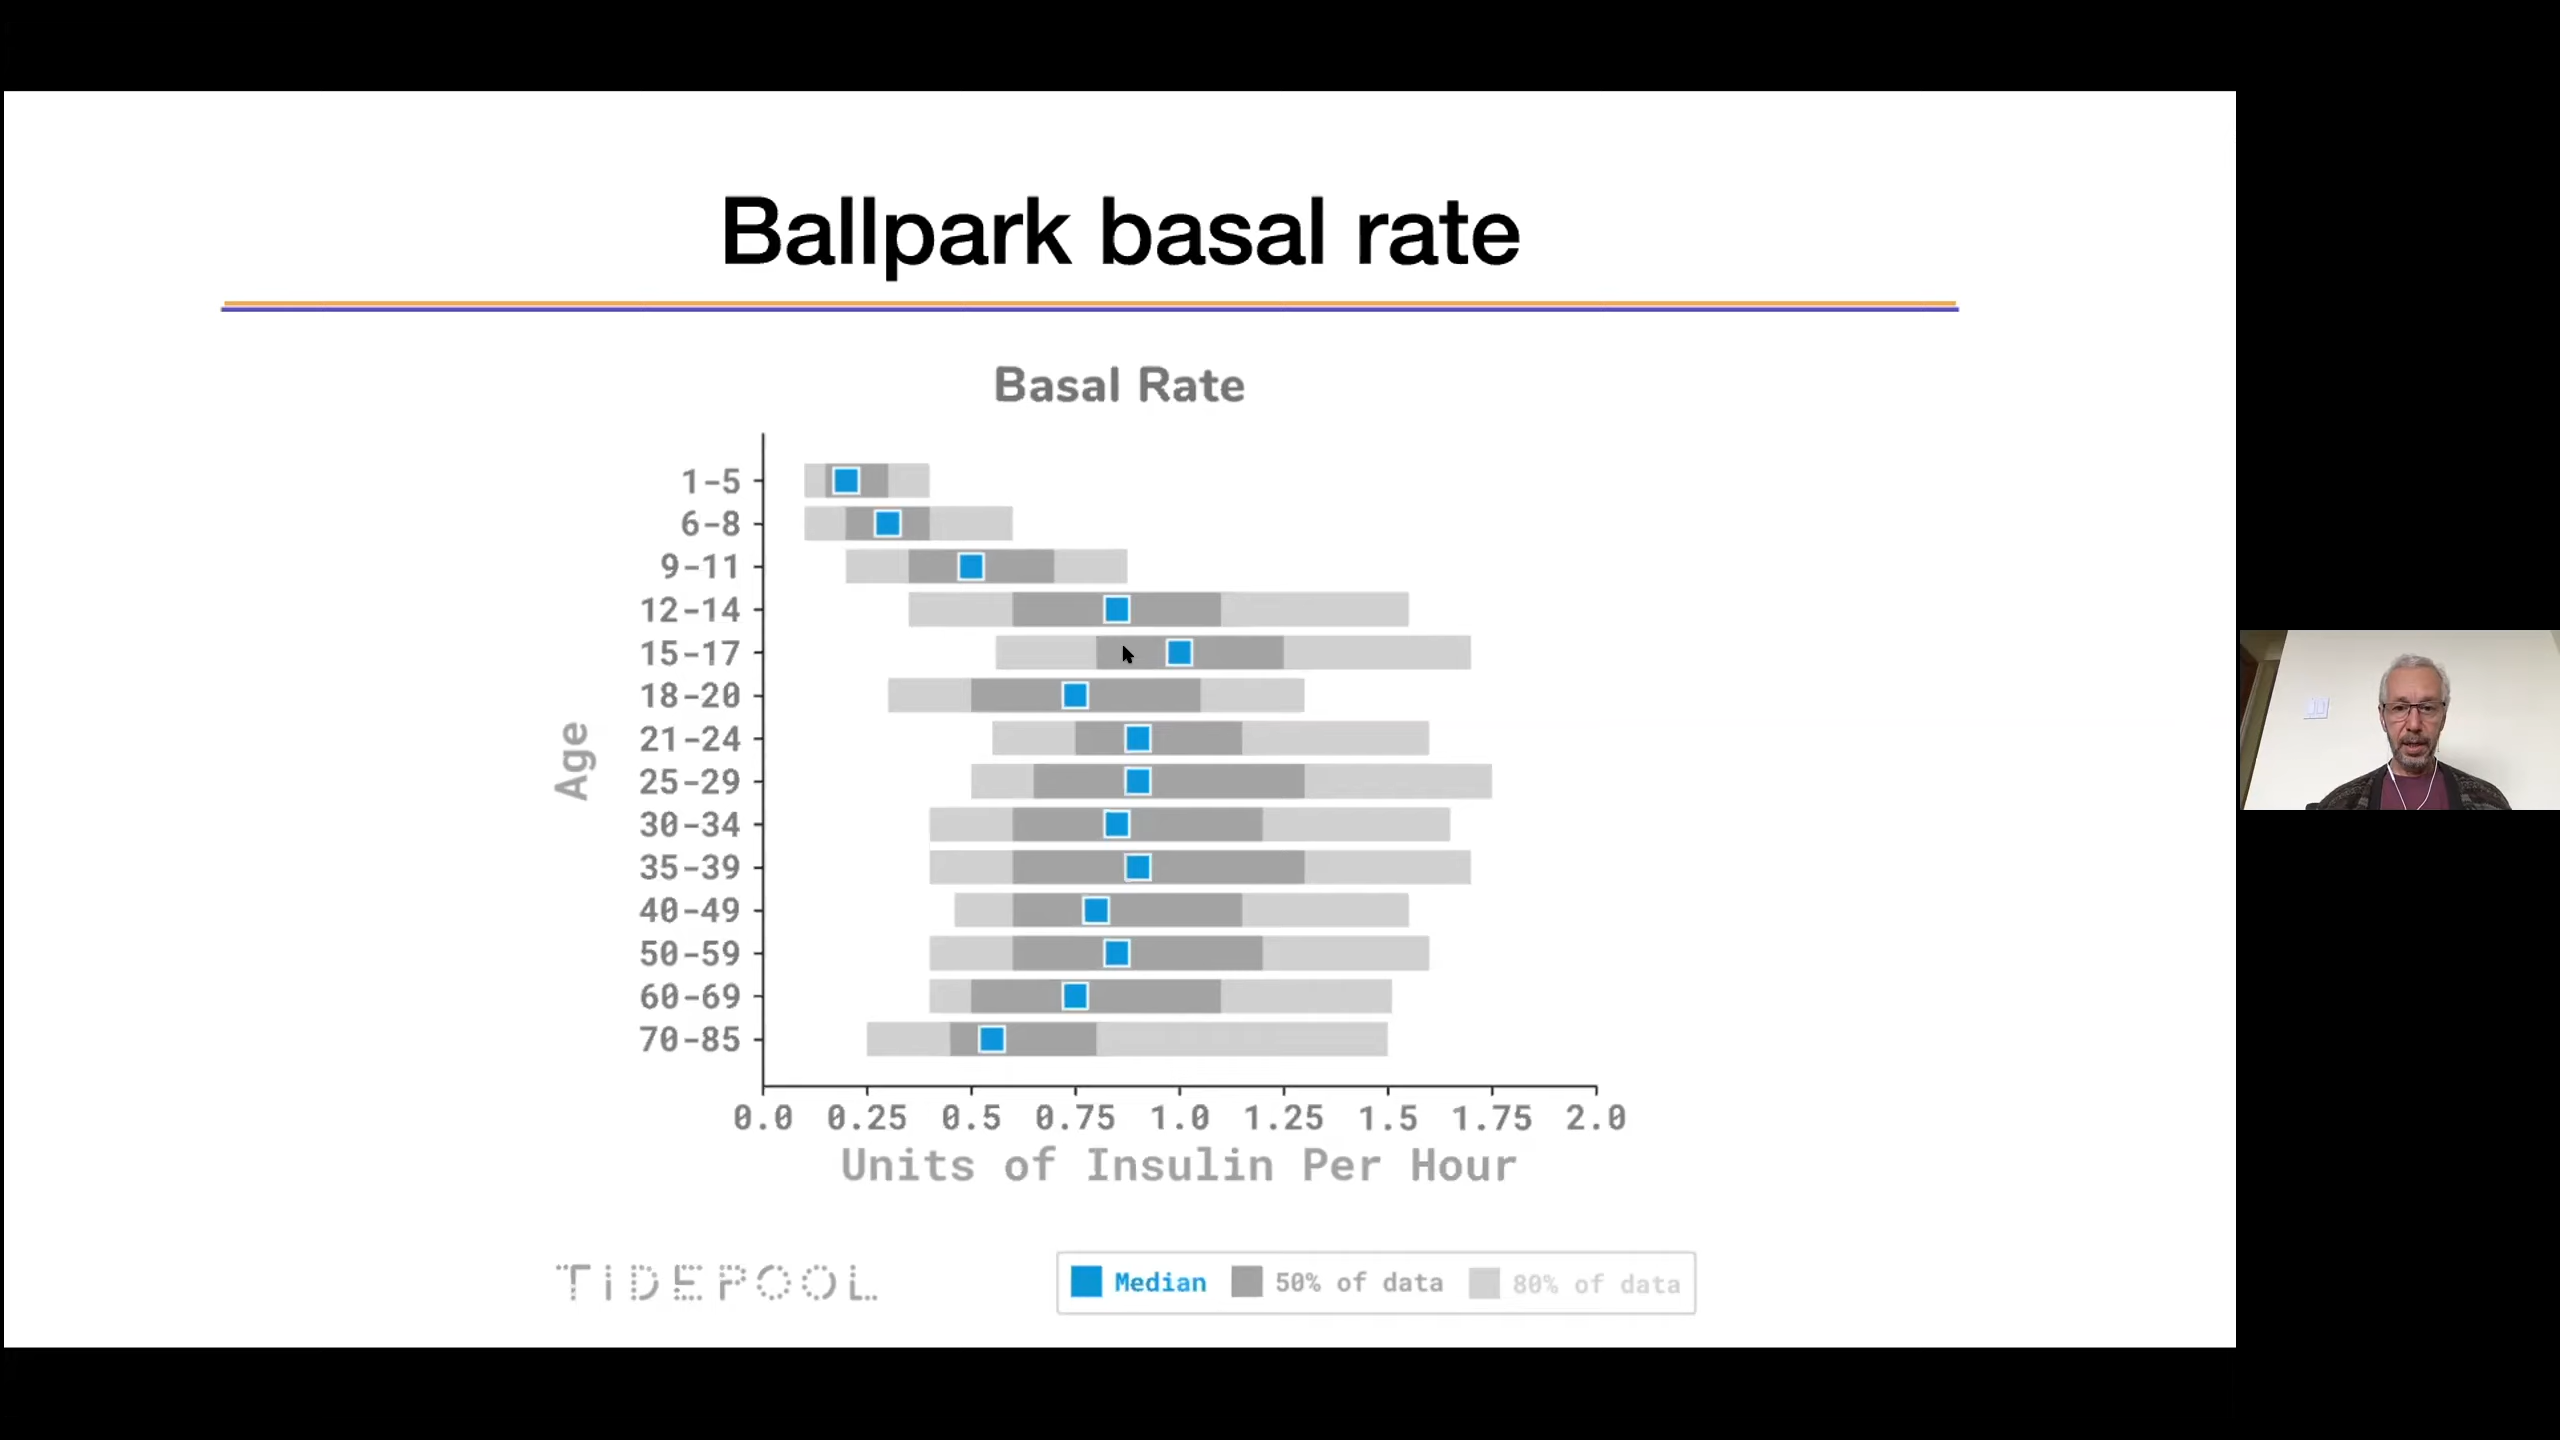 Ballpark basal rate
Basal Rate
Age
1-5
6-8
9-11
12-14
15-17
18-20
21-24
25-29
30-34
35-39
40-49
50-59
60-69
70-85
0.0 0.25 0.5 0.75 1.0 1.25 1.5 1.75 2.0
Units of Insulin Per Hour
TIDEPOOL
Median 50% of data 80% of data